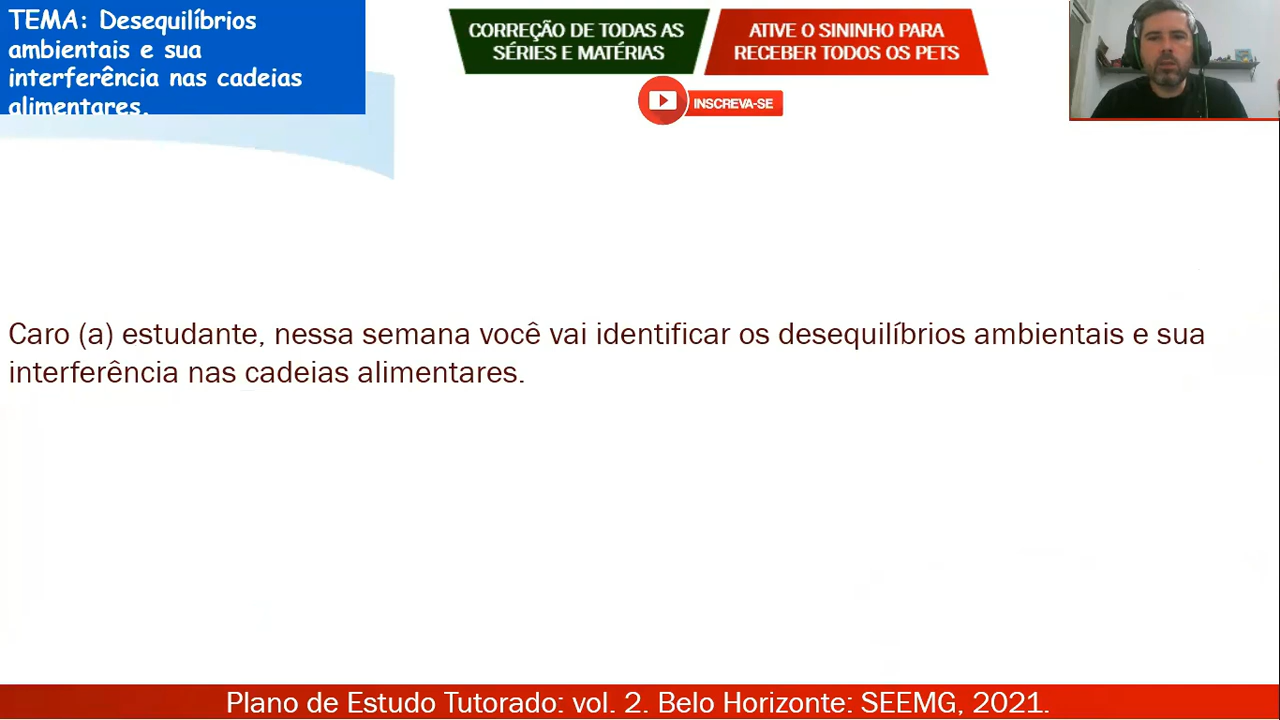 TEMA: Desequilíbrios
ambientais e sua
interferência nas cadeias
alimentares.
CORREÇÃO DE TODAS AS
SÉRIES E MATÉRIAS
ATIVE O SININHO PARA
RECEBER TODOS OS PETS
INSCREVA-SE
Caro (a) estudante, nessa semana você vai identificar os desequilíbrios ambientais e sua
interferência nas cadeias alimentares.
Plano de Estudo Tutorado: vol. 2. Belo Horizonte: SEEMG, 2021.